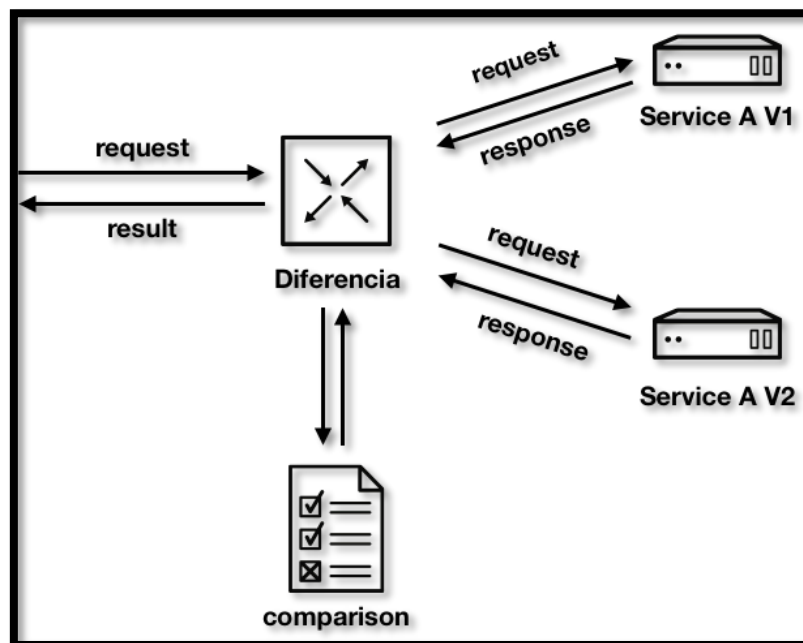 request
response
Service A V1
request
result
Diferencia
request
response
Service A V2
comparison